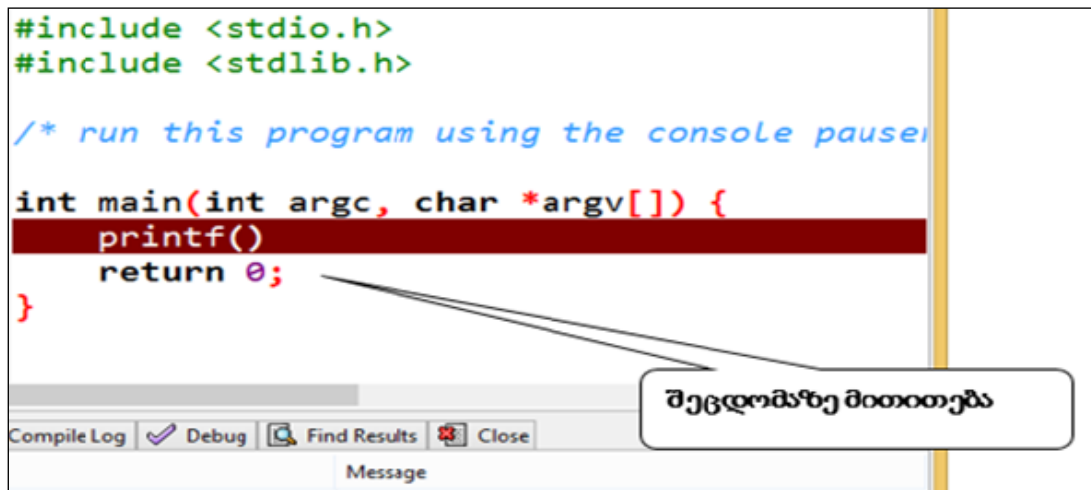 #include <stdio.h>
#include <stdlib.h>
/* run this program using the console pauser
int main(int argc, char *argv[]) {
printf()
return 0;
}
შეცდომაზე მითითება
Compile Log Debug Find Results Close
Message